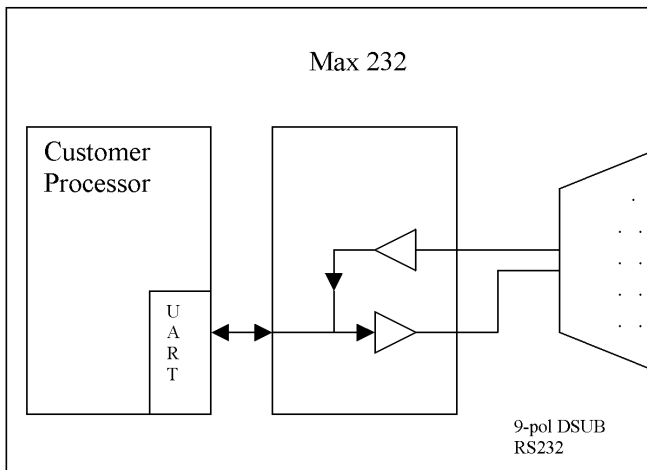 Max 232
Customer
Processor
U
A
R
T
9-pol DSUB
RS232